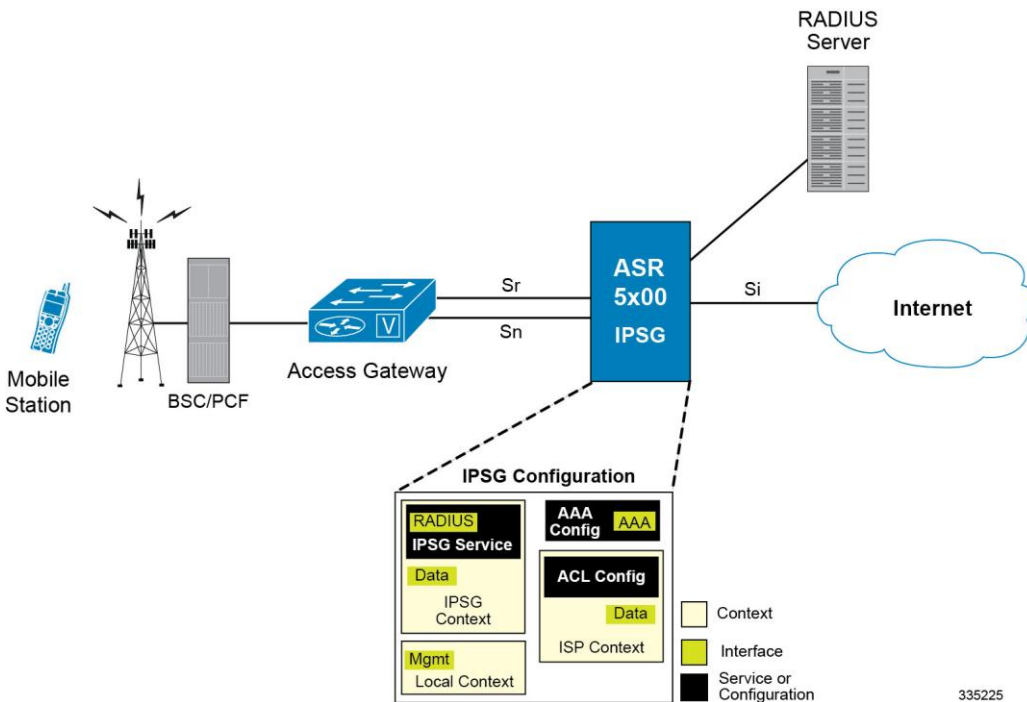 RADIUS
Server
Mobile
Station
BSC/PCF
Access Gateway
V
Sr
Sn
ASR
5x00
IPSG
Si
Internet
IPSG Configuration
RADIUS
IPSG Service
Data
IPSG
Context
Mgmt
Local Context
AAA
Config
AAA
ACL Config
Data
ISP Context
Context
Interface
Service or
Configuration
335225